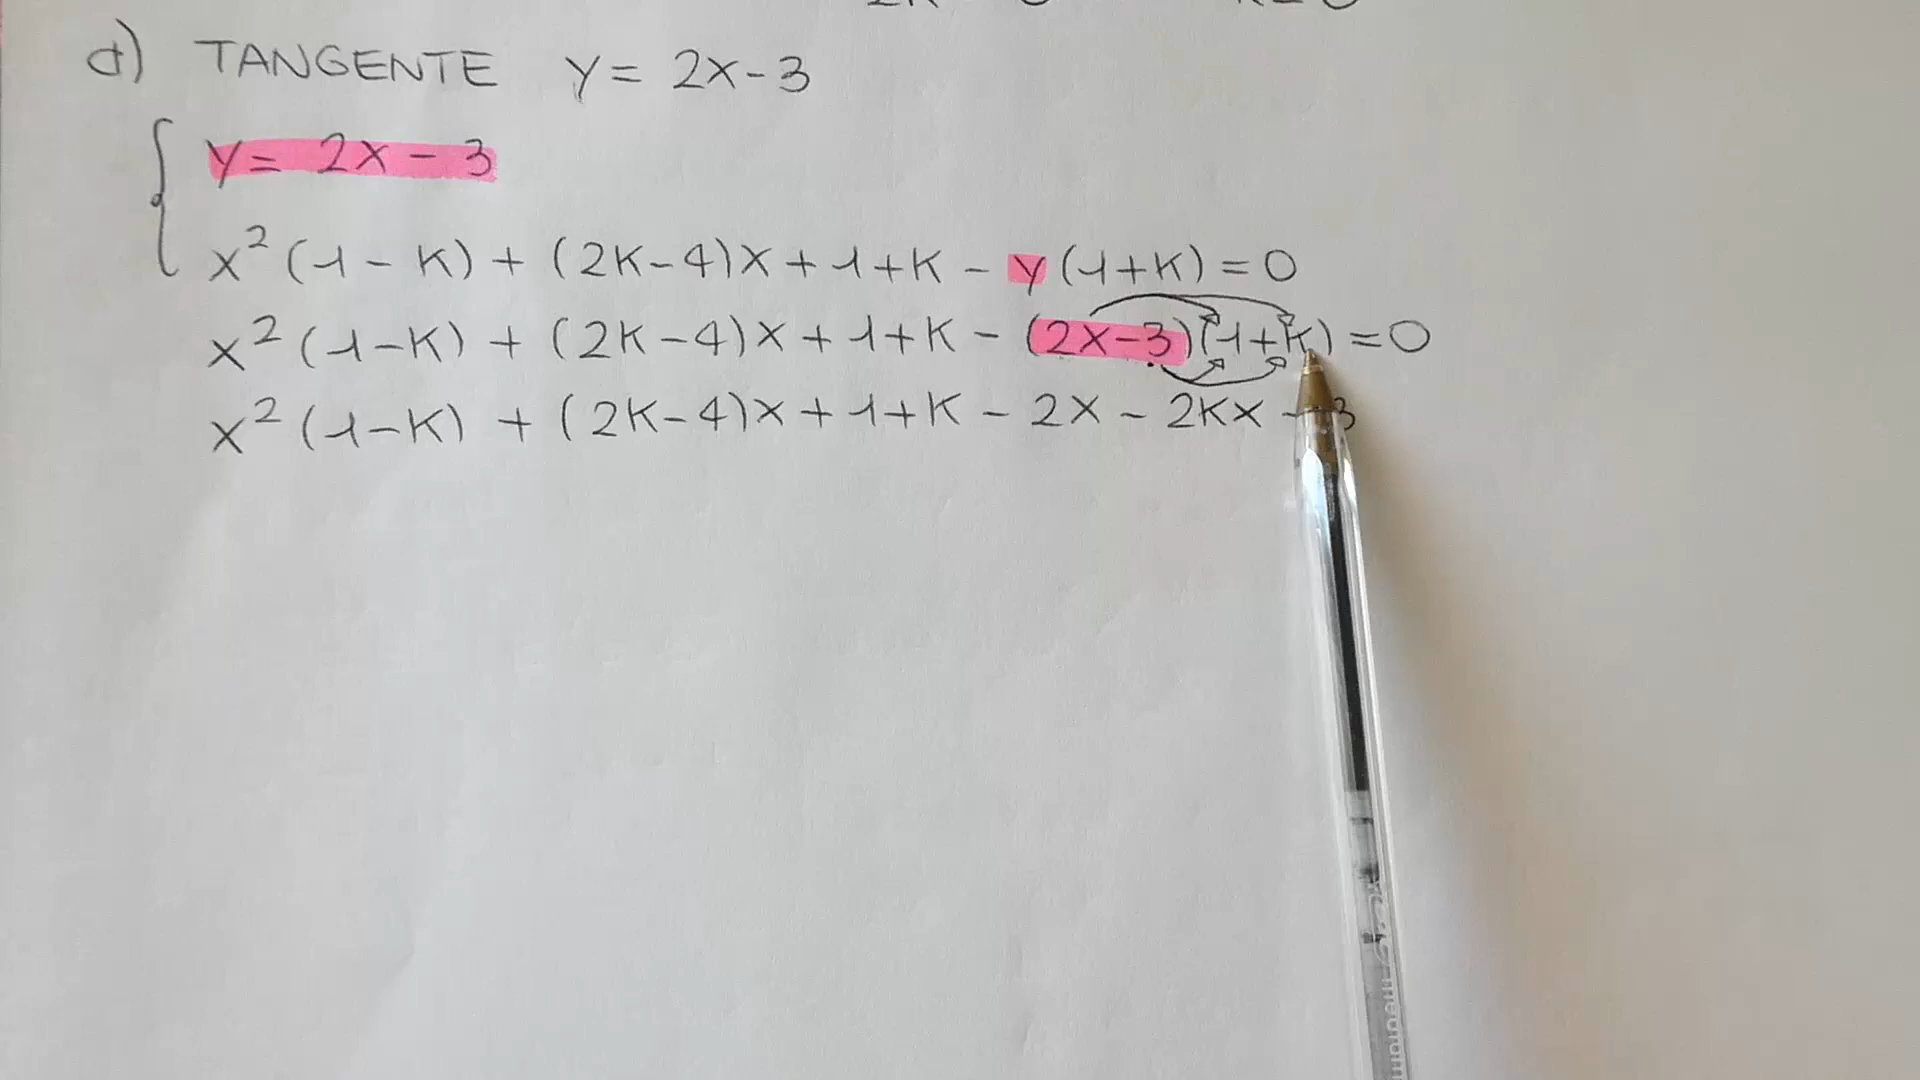 d) TANGENTE y = 2x - 3
y = 2x - 3
x² (1 - K) + (2K - 4)x + 1 + K - y (1 + K) = 0
x² (1 - K) + (2K - 4)x + 1 + K - (2x - 3)(1 + K) = 0
x² (1 - K) + (2K - 4)x + 1 + K - 2x - 2Kx - 3